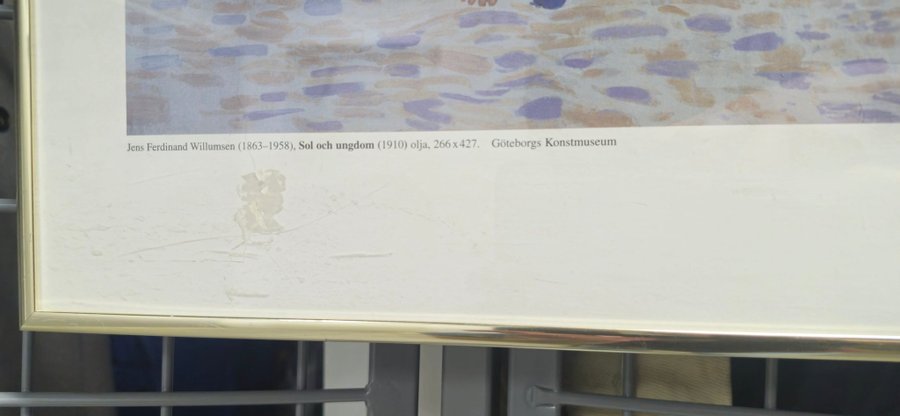 Jens Ferdinand Willumsen (1863–1958), Sol och ungdom (1910) olja, 266 x 427. Göteborgs Konstmuseum